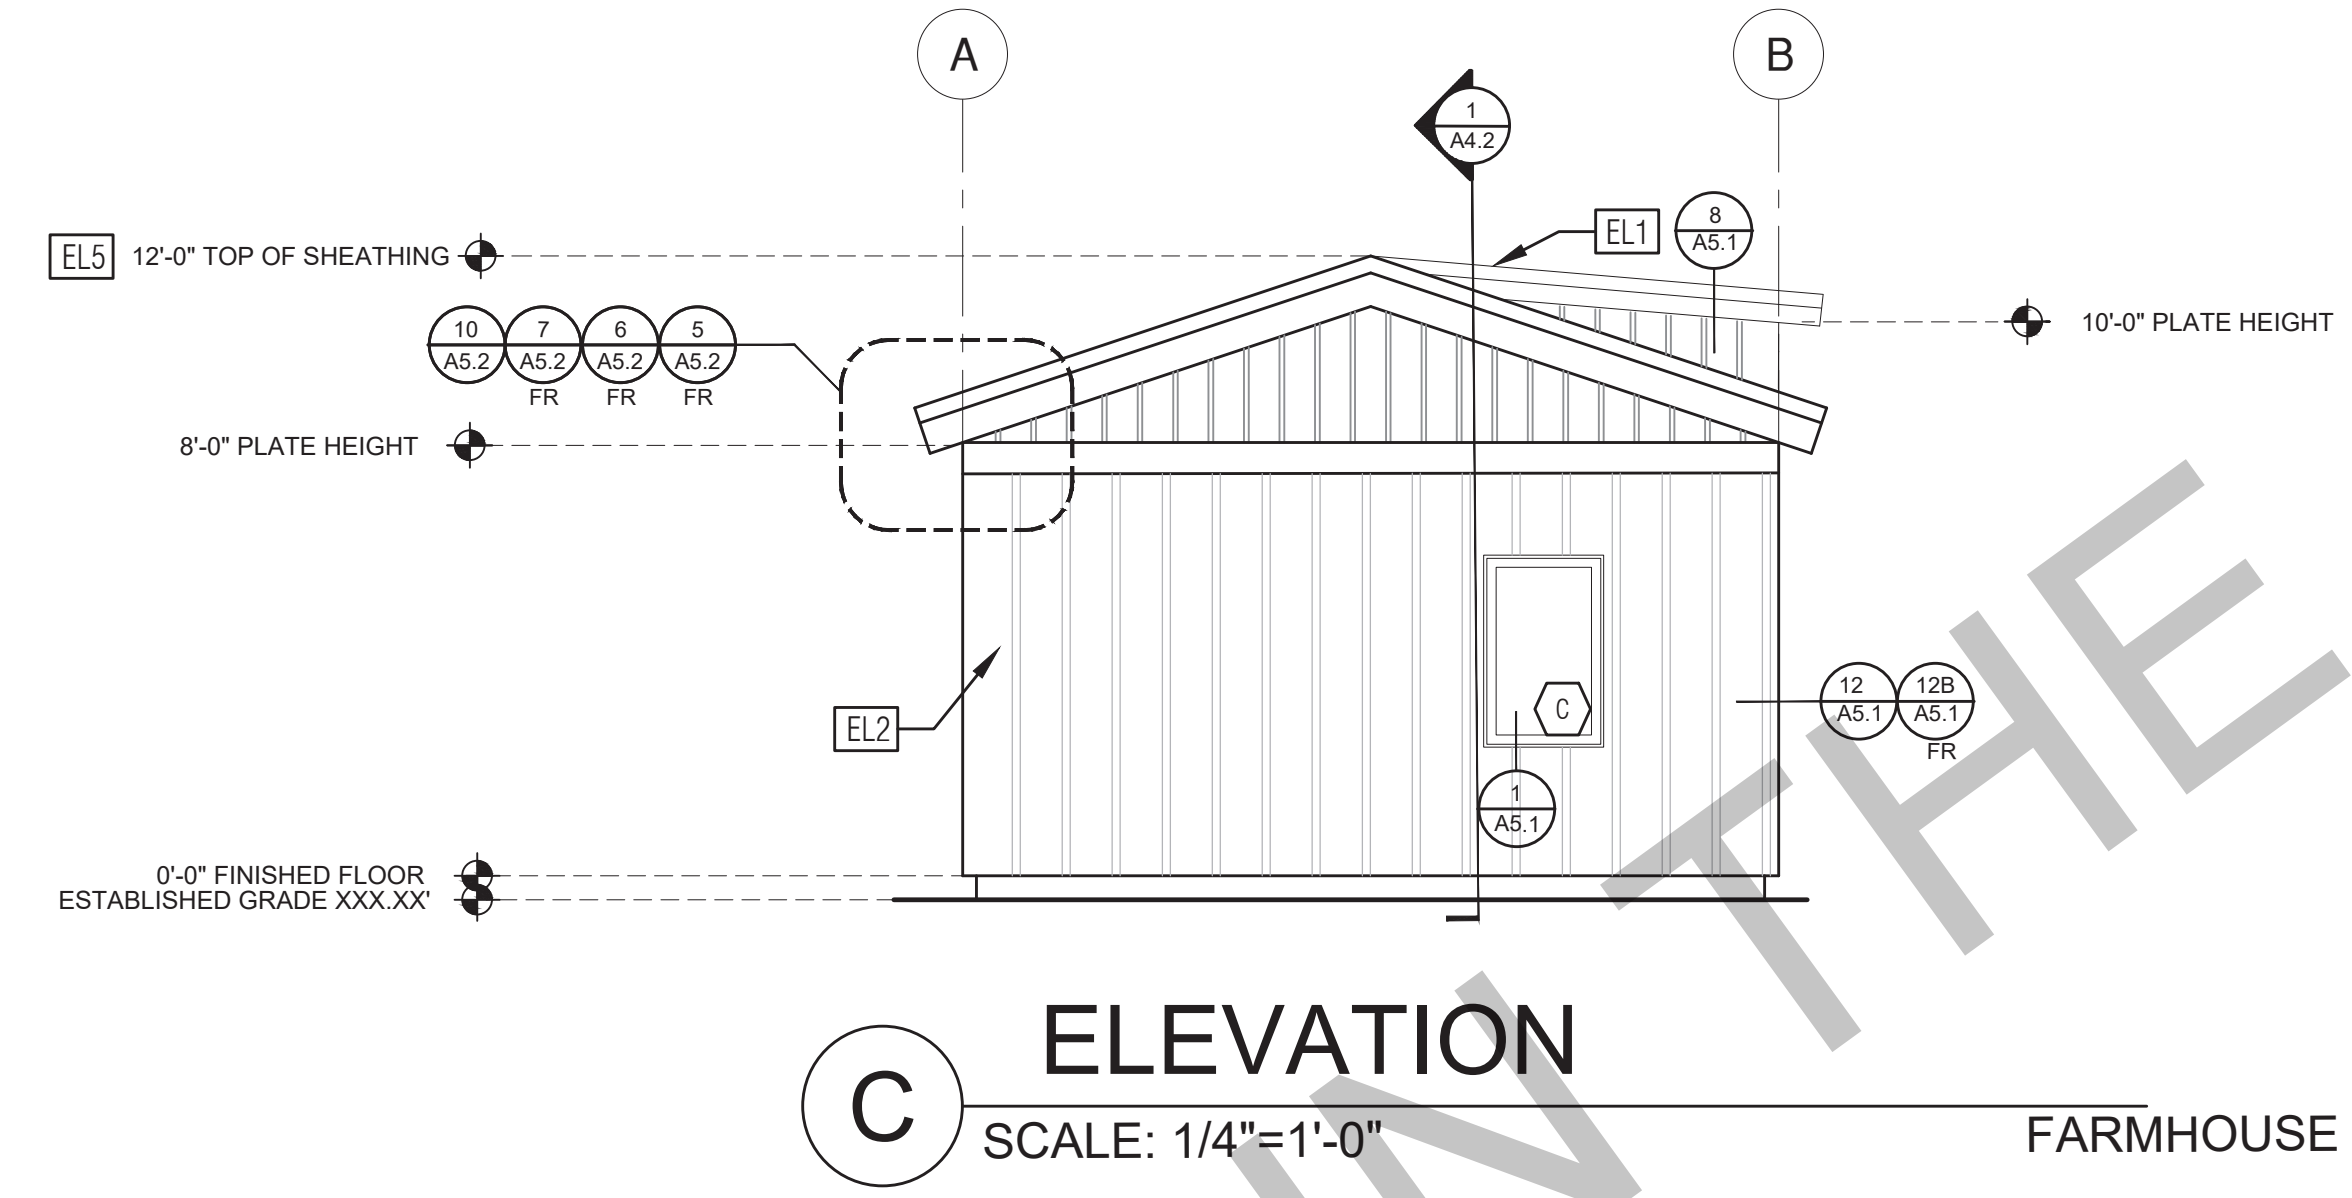 A
B
1
A4.2
EL1
8
A5.1
EL5
12'-0" TOP OF SHEATHING
10
A5.2
7
A5.2
FR
6
A5.2
FR
5
A5.2
FR
10'-0" PLATE HEIGHT
8'-0" PLATE HEIGHT
EL2
C
12
A5.1
12B
A5.1
FR
1
A5.1
0'-0" FINISHED FLOOR
ESTABLISHED GRADE XXX.XX'
C
ELEVATION
SCALE: 1/4"=1'-0"
FARMHOUSE
IN THE